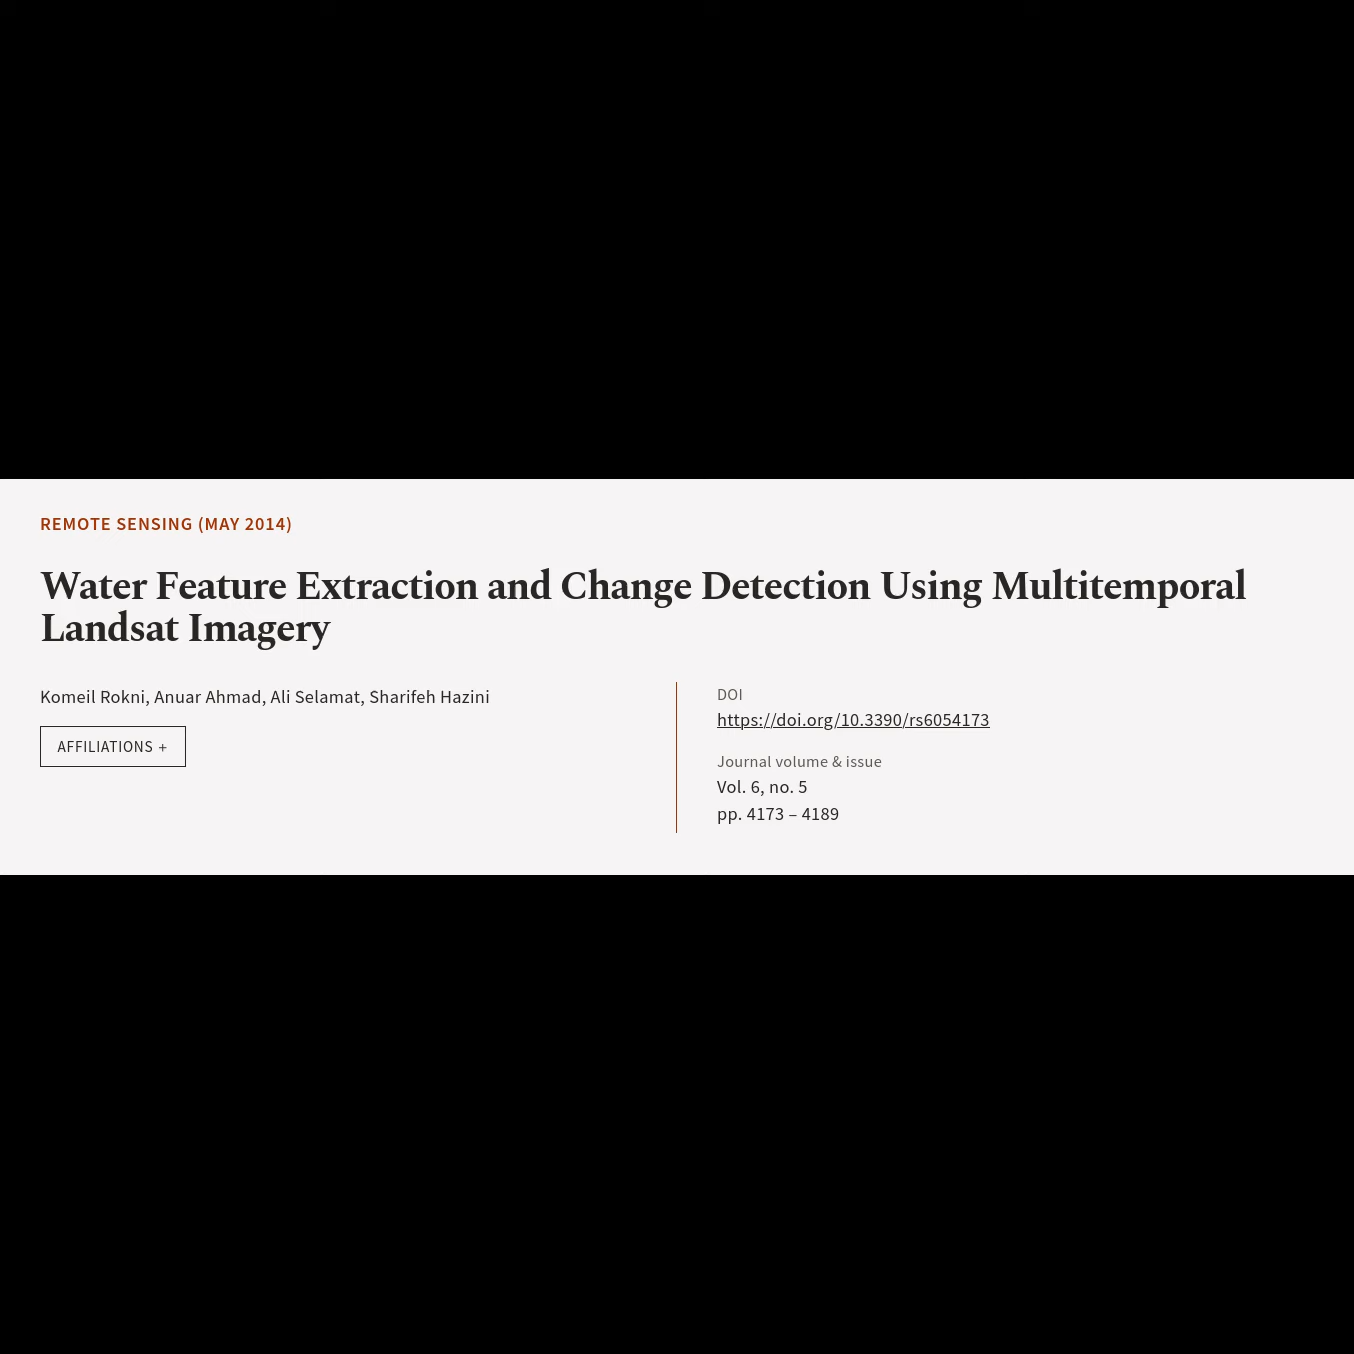 REMOTE SENSING (MAY 2014)
Water Feature Extraction and Change Detection Using Multitemporal
Landsat Imagery
Komeil Rokni, Anuar Ahmad, Ali Selamat, Sharifeh Hazini
AFFILIATIONS +
DOI
https://doi.org/10.3390/rs6054173
Journal volume & issue
Vol. 6, no. 5
pp. 4173 – 4189